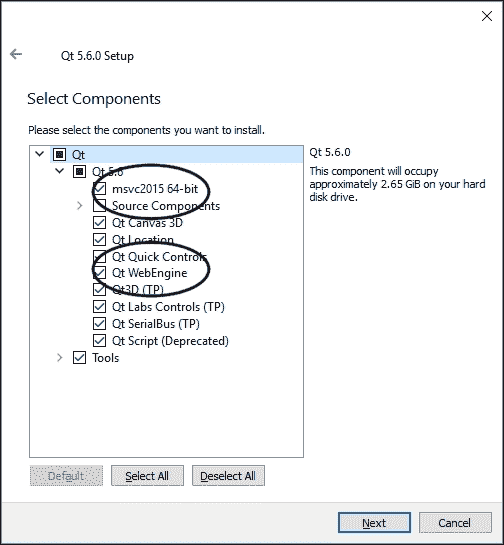 Qt 5.6.0 Setup
Select Components
Please select the components you want to install.
Qt
Qt 5.6
msvc2015 64-bit
Source Components
Qt Canvas 3D
Qt Location
Qt Quick Controls
Qt WebEngine
Qt3D (TP)
Qt Labs Controls (TP)
Qt SerialBus (TP)
Qt Script (Deprecated)
Tools
Qt 5.6.0
This component will occupy
approximately 2.65 GiB on your hard
disk drive.
Default
Select All
Deselect All
Next
Cancel